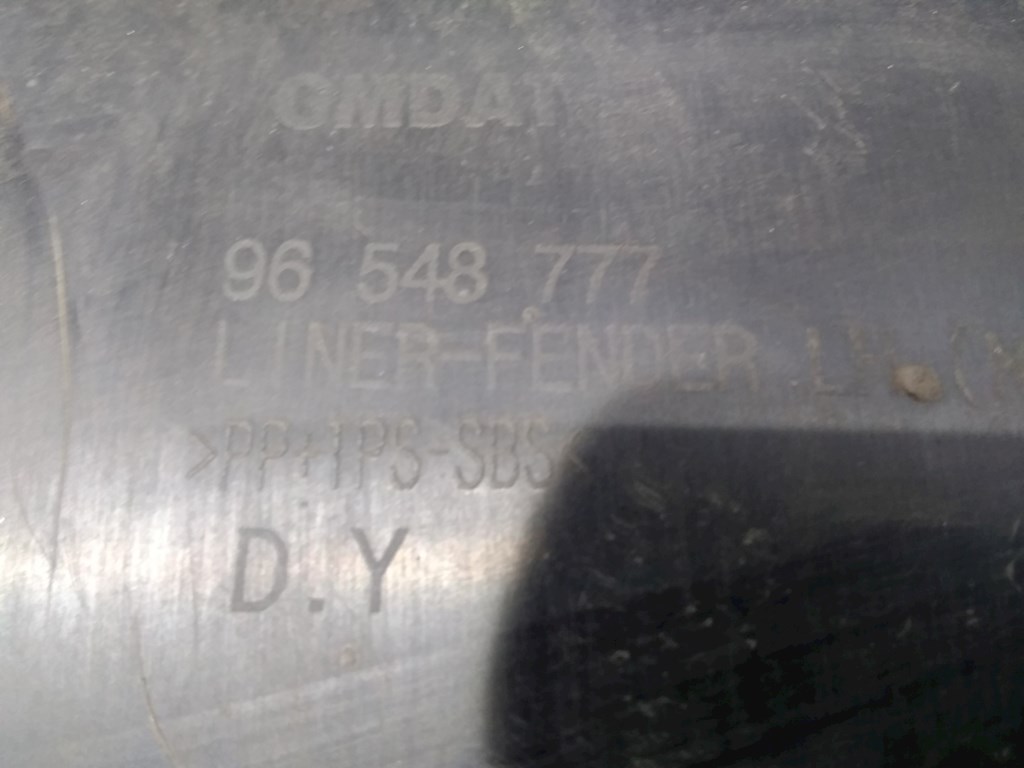 GMDAT
96 548 777
LINER-FENDER
>PP+TPS-SBS<
D.Y